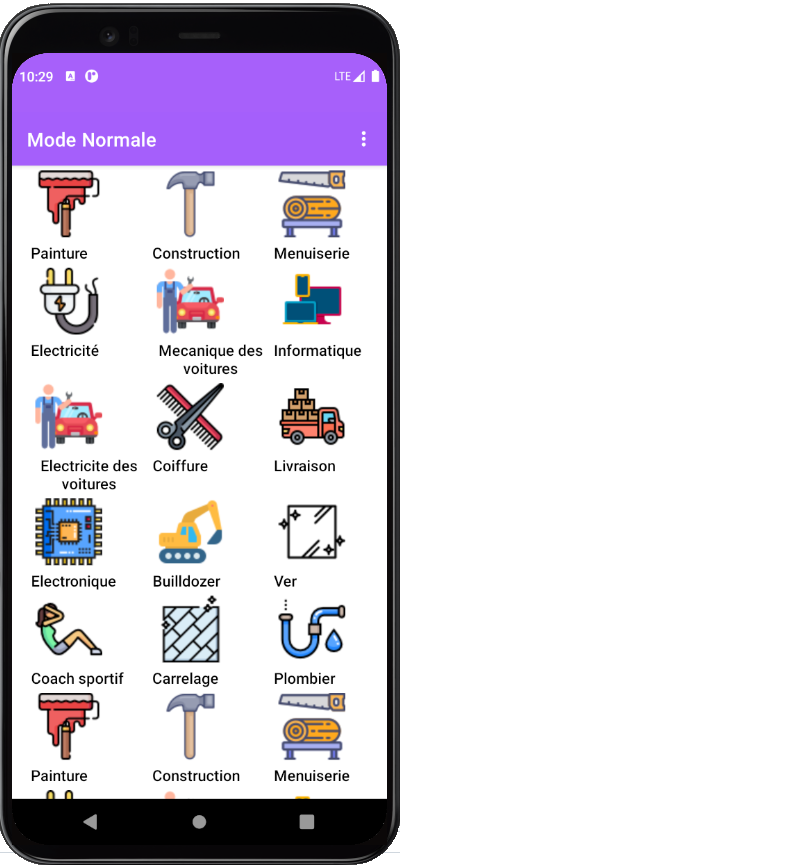 10:29 LTE
Mode Normale
Painture Construction Menuiserie
Electricité Mecanique des voitures Informatique
Electricite des voitures Coiffure Livraison
Electronique Builldozer Ver
Coach sportif Carrelage Plombier
Painture Construction Menuiserie